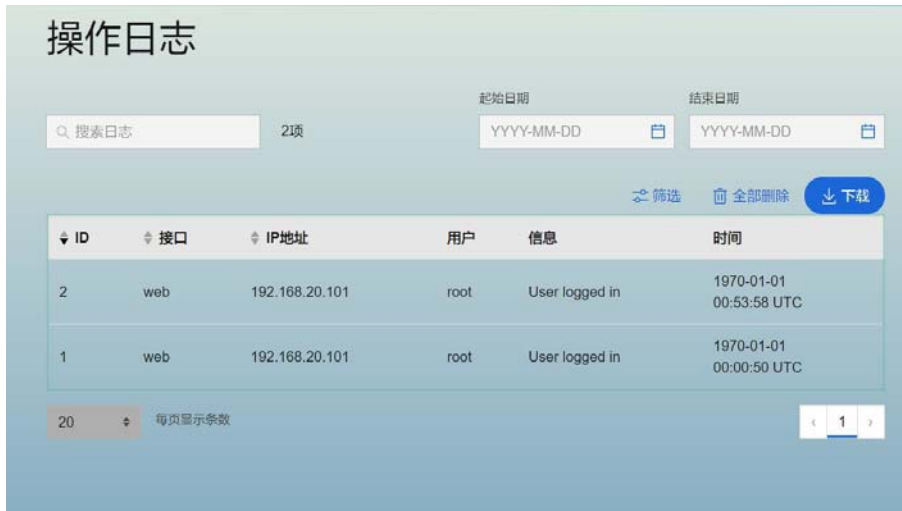 操作日志
起始日期 结束日期
搜素日志 2项 YYYY-MM-DD YYYY-MM-DD
筛选 全部删除 下载
ID 接口 IP地址 用户 信息 时间
2 web 192.168.20.101 root User logged in 1970-01-01
00:53:58 UTC
1 web 192.168.20.101 root User logged in 1970-01-01
00:00:50 UTC
20 每页显示条数 1